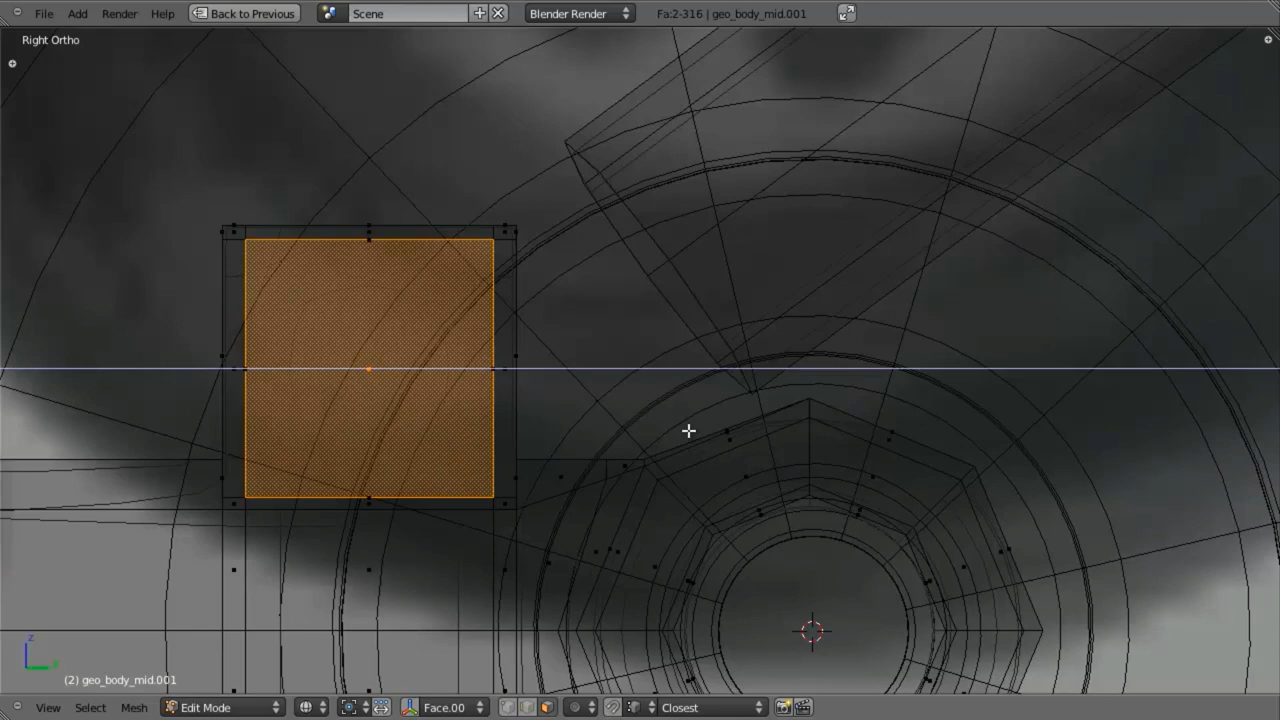 File Add Render Help Back to Previous Scene Blender Render Fa:2-316 | geo_body_mid.001
Right Ortho
z
(2) geo_body_mid.001
View Select Mesh Edit Mode Face.00 Closest